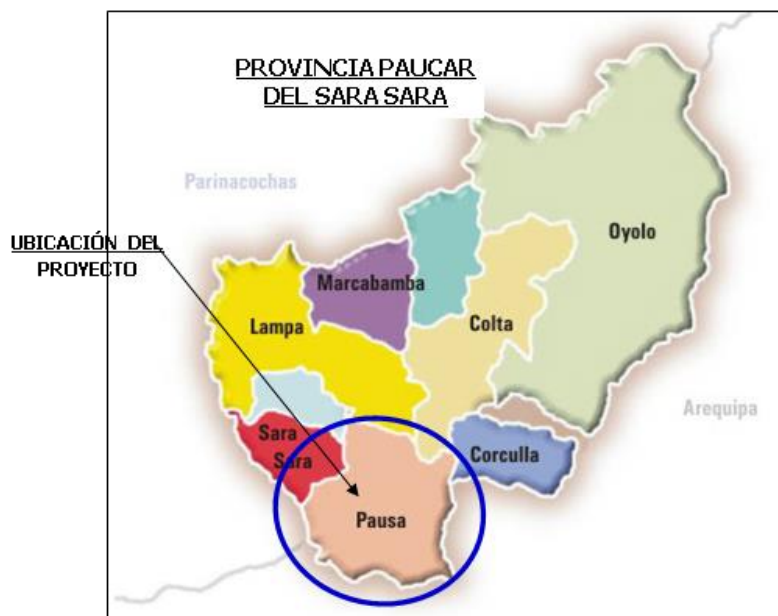 PROVINCIA PAUCAR
DEL SARA SARA
Parinacochas
UBICACIÓN DEL
PROYECTO
Oyolo
Marcabamba
Lampa
Colta
Arequipa
Sara
Sara
Corculla
Pausa